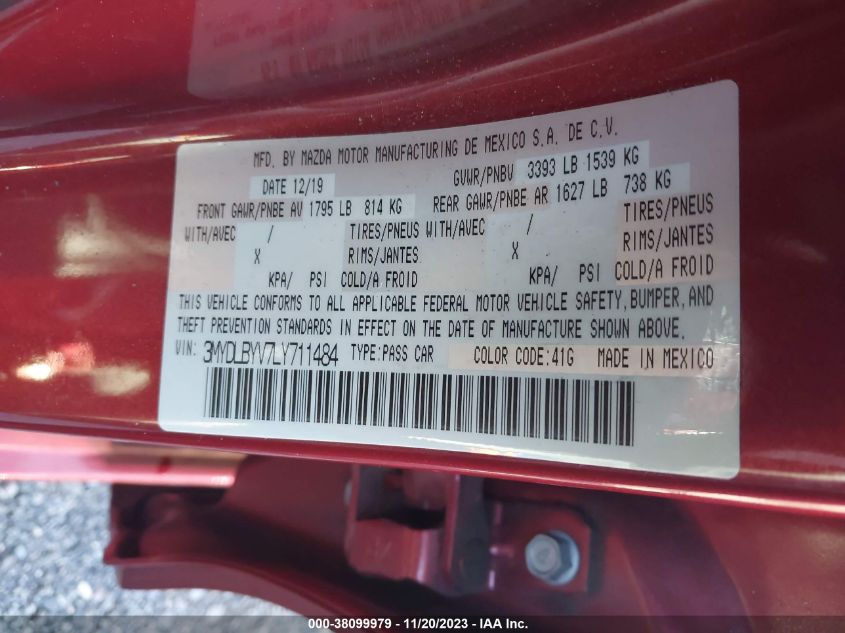 MFD. BY MAZDA MOTOR MANUFACTURING DE MEXICO S.A. DE C.V.
DATE 12/19 GVWR/PNBV 3393 LB 1539 KG
FRONT GAWR/PNBE AV 1795 LB 814 KG REAR GAWR/PNBE AR 1627 LB 738 KG
WITH/AVEC / TIRES/PNEUS WITH/AVEC / TIRES/PNEUS
X RIMS/JANTES X RIMS/JANTES
KPA/ PSI COLD/A FROID KPA/ PSI COLD/A FROID
THIS VEHICLE CONFORMS TO ALL APPLICABLE FEDERAL MOTOR VEHICLE SAFETY, BUMPER, AND
THEFT PREVENTION STANDARDS IN EFFECT ON THE DATE OF MANUFACTURE SHOWN ABOVE.
VIN: 3MYDLBYV7LY711484 TYPE:PASS CAR COLOR CODE:41G MADE IN MEXICO
000-38099979 - 11/20/2023 - IAA Inc.